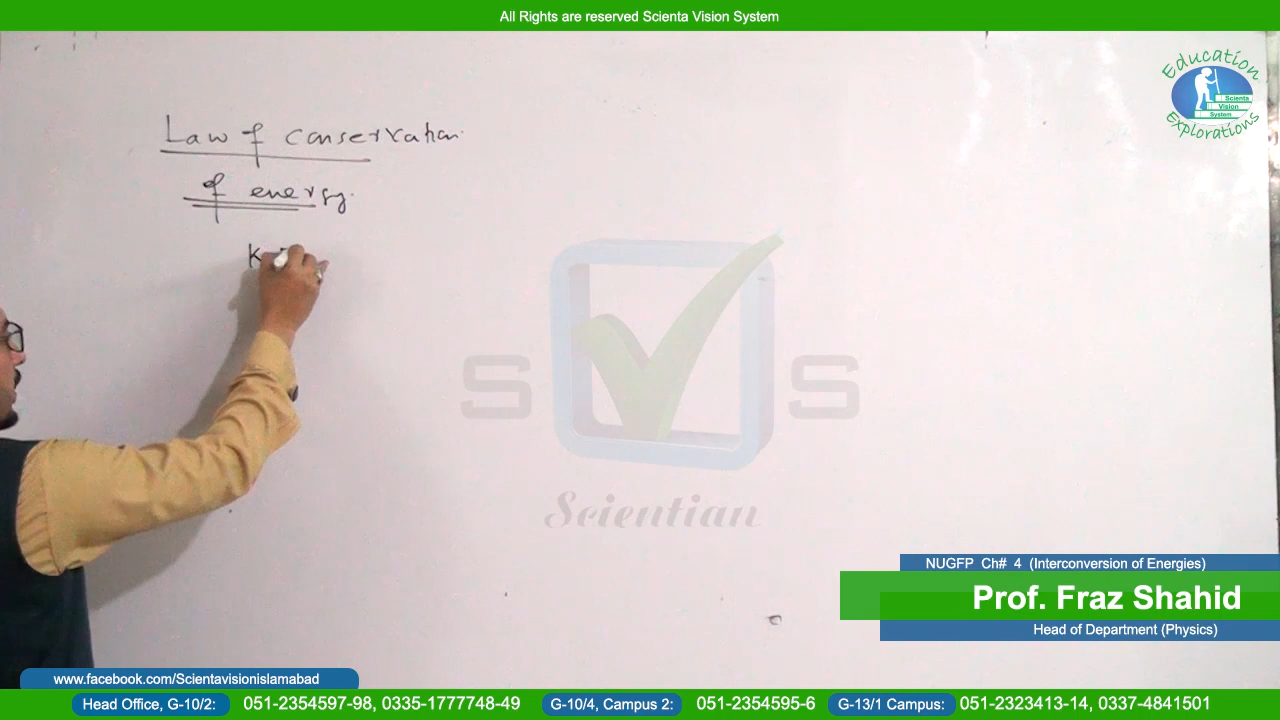 All Rights are reserved Scienta Vision System
Education
Scienta
Vision
System
Explorations
Law of conservation
of energy.
K
S S
Scientian
NUGFP Ch# 4 (Interconversion of Energies)
Prof. Fraz Shahid
Head of Department (Physics)
www.facebook.com/Scientavisionislamabad
Head Office, G-10/2: 051-2354597-98, 0335-1777748-49 G-10/4, Campus 2: 051-2354595-6 G-13/1 Campus: 051-2323413-14, 0337-4841501